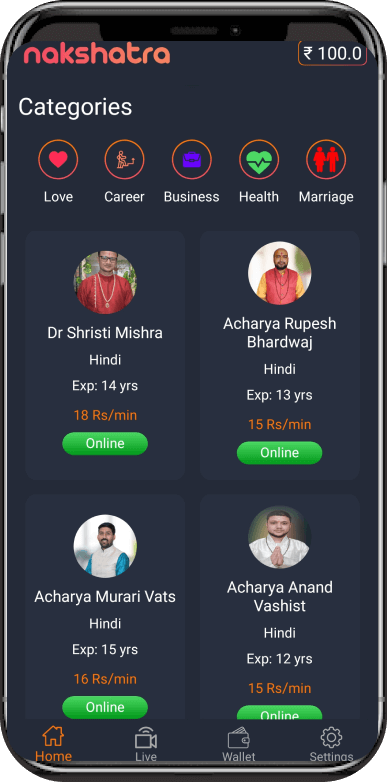 nakshatra
₹ 100.0
Categories
Love
Career
Business
Health
Marriage
Dr Shristi Mishra
Hindi
Exp: 14 yrs
18 Rs/min
Online
Acharya Rupesh
Bhardwaj
Hindi
Exp: 13 yrs
15 Rs/min
Online
Acharya Murari Vats
Hindi
Exp: 15 yrs
16 Rs/min
Online
Acharya Anand
Vashist
Hindi
Exp: 12 yrs
15 Rs/min
Online
Home
Live
Wallet
Settings